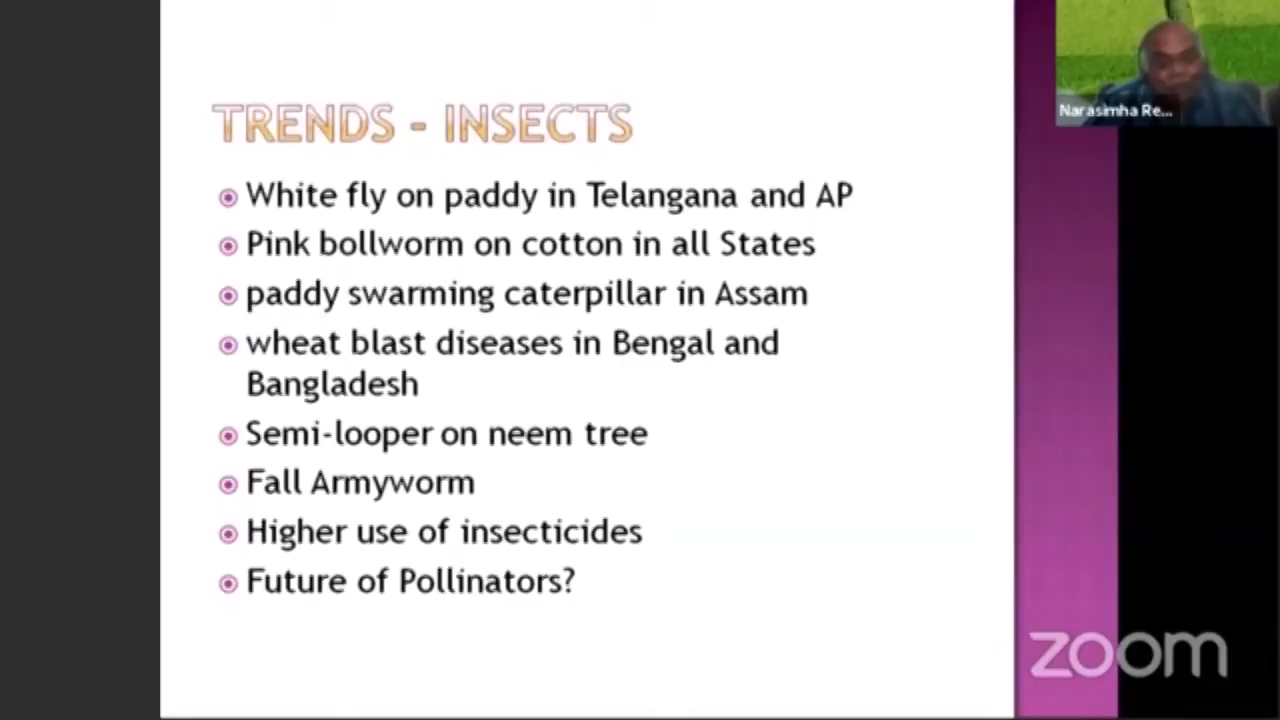 TRENDS - INSECTS
White fly on paddy in Telangana and AP
Pink bollworm on cotton in all States
paddy swarming caterpillar in Assam
wheat blast diseases in Bengal and
Bangladesh
Semi-looper on neem tree
Fall Armyworm
Higher use of insecticides
Future of Pollinators?
Narasimha Re...
zoom